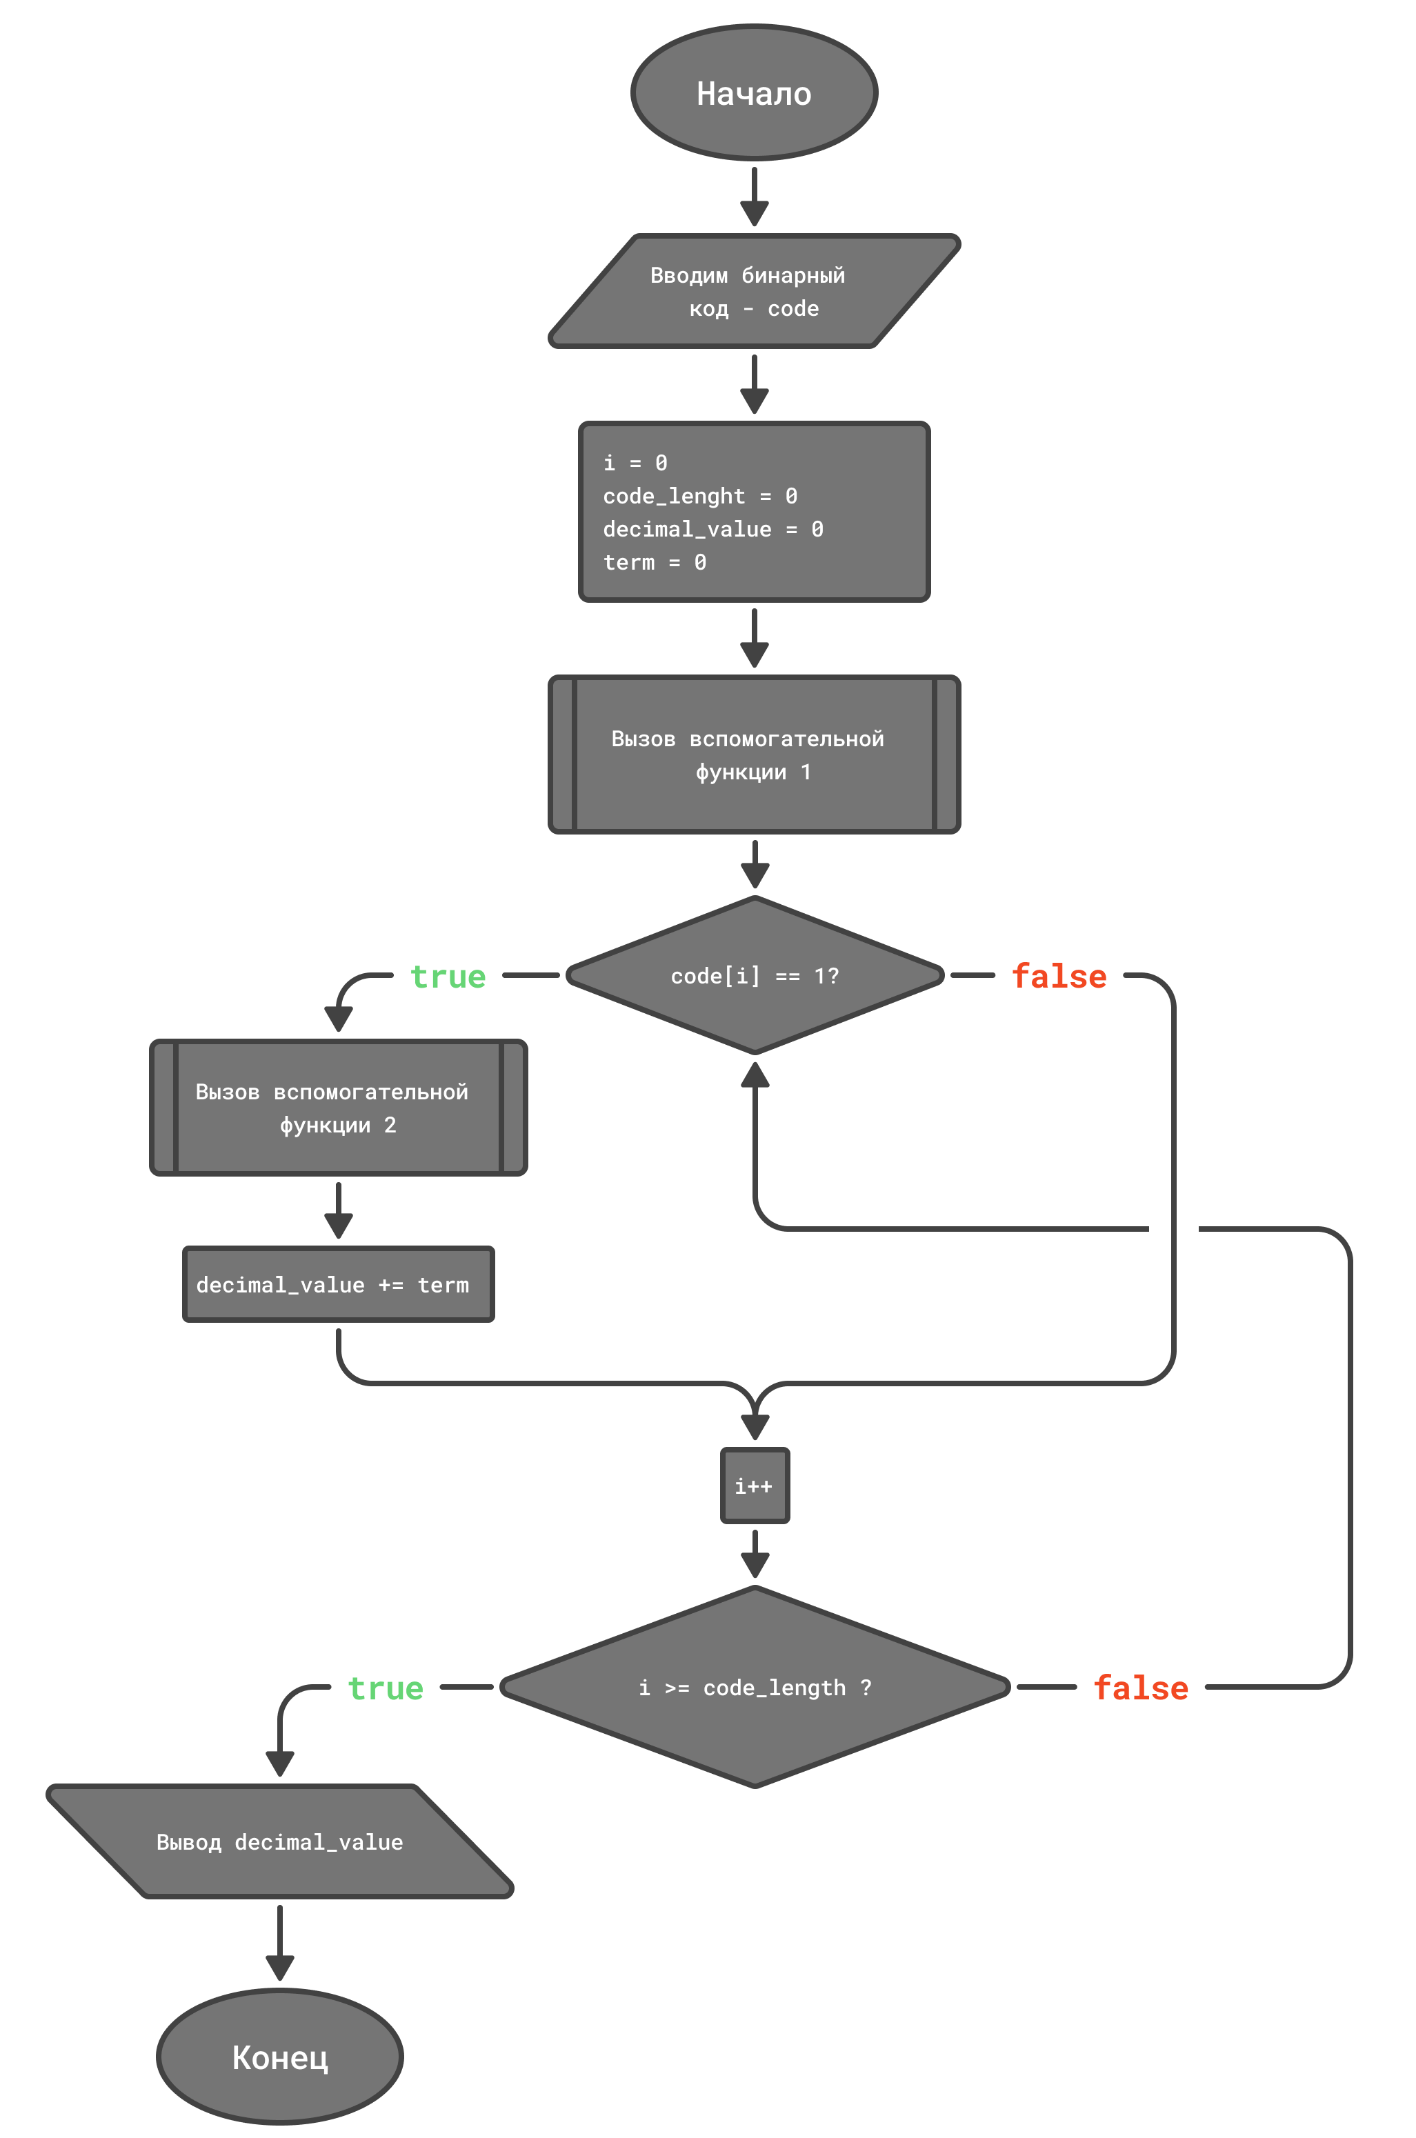 Начало
Вводим бинарный
код - code
i = 0
code_lenght = 0
decimal_value = 0
term = 0
Вызов вспомогательной
функции 1
code[i] == 1?
true
false
Вызов вспомогательной
функции 2
decimal_value += term
i++
i >= code_length ?
true
false
Вывод decimal_value
Конец